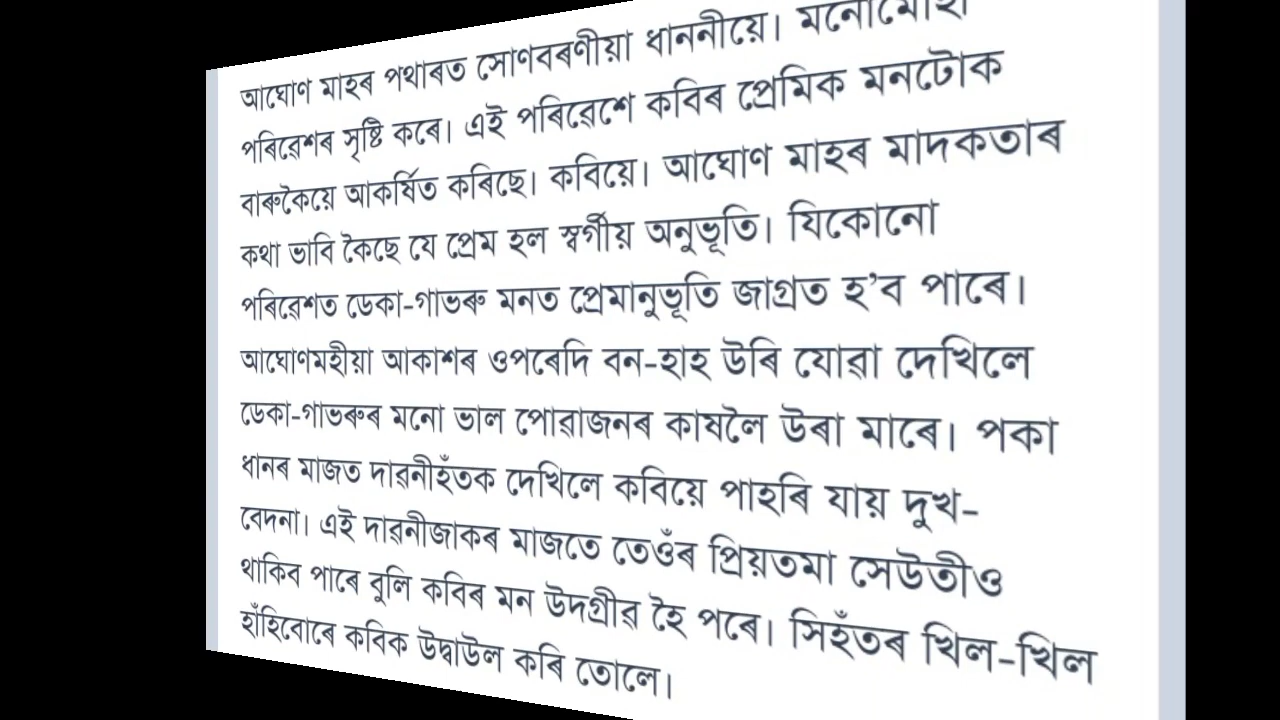 আঘোণ মাহৰ পথাৰত সোণবৰণীয়া ধাননীয়ে।
পৰিৱেশৰ সৃষ্টি কৰে। এই পৰিৱেশে কবিৰ প্ৰেমিক মনটোক
বাৰুকৈয়ে আকৰ্ষিত কৰিছে। কবিয়ে। আঘোণ মাহৰ মাদকতাৰ
কথা ভাবি কৈছে যে প্ৰেম হল স্বৰ্গীয় অনুভূতি। যিকোনো
পৰিৱেশত ডেকা-গাভৰু মনত প্ৰেমানুভূতি জাগ্ৰত হ'ব পাৰে।
আঘোণমহীয়া আকাশৰ ওপৰেদি বন-হাহ উৰি যোৱা দেখিলে
ডেকা-গাভৰুৰ মনো ভাল পোৱাজনৰ কাষলৈ উৰা মাৰে। পকা
ধানৰ মাজত দাৱনীহঁতক দেখিলে কবিয়ে পাহৰি যায় দুখ-
বেদনা। এই দাৱনীজাকৰ মাজতে তেওঁৰ প্ৰিয়তমা সেউতীও
থাকিব পাৰে বুলি কবিৰ মন উদগ্ৰীৱ হৈ পৰে। সিহঁতৰ খিল-খিল
হাঁহিবোৰে কবিক উদ্বাউল কৰি তোলে।